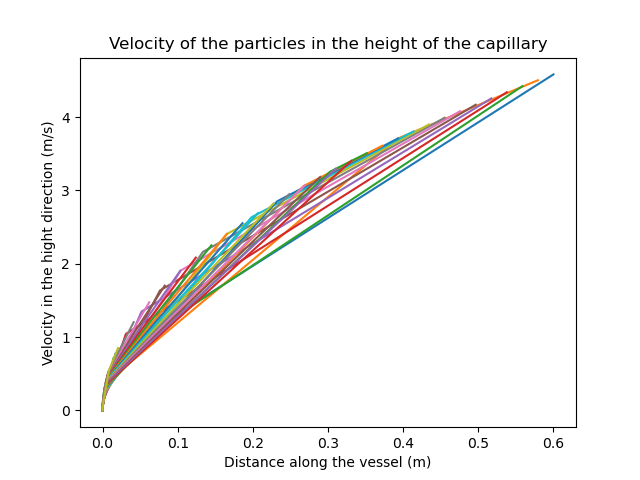 Velocity of the particles in the height of the capillary
Velocity in the hight direction (m/s)
4
3
2
1
0
0.0 0.1 0.2 0.3 0.4 0.5 0.6
Distance along the vessel (m)